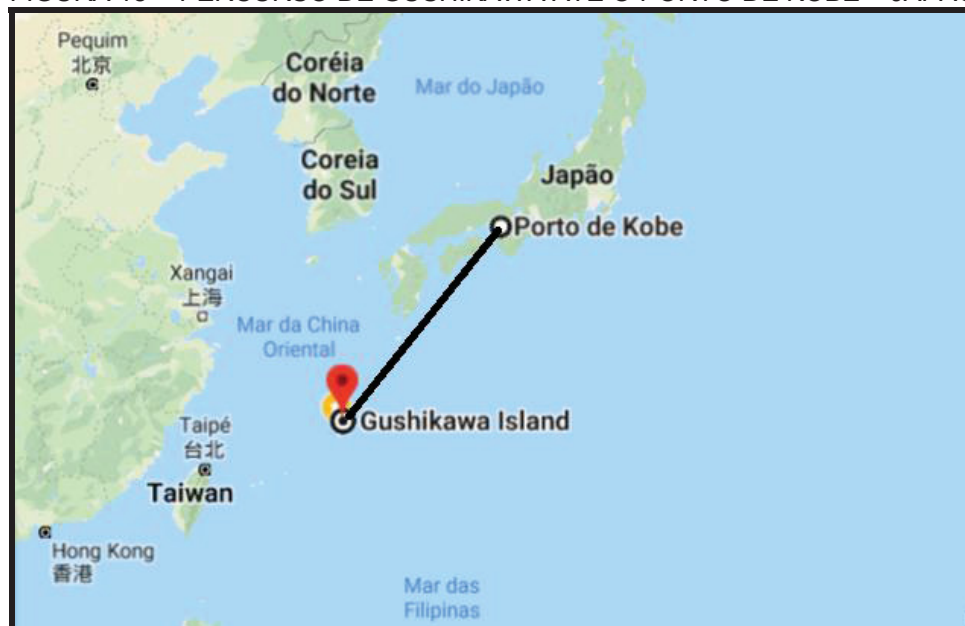 Pequim
北京
Coréia
do Norte
Mar do Japão
Coreia
do Sul
Japão
Porto de Kobe
Xangai
上海
Mar da China
Oriental
Gushikawa Island
Taipé
台北
Taiwan
Hong Kong
香港
Mar das
Filipinas